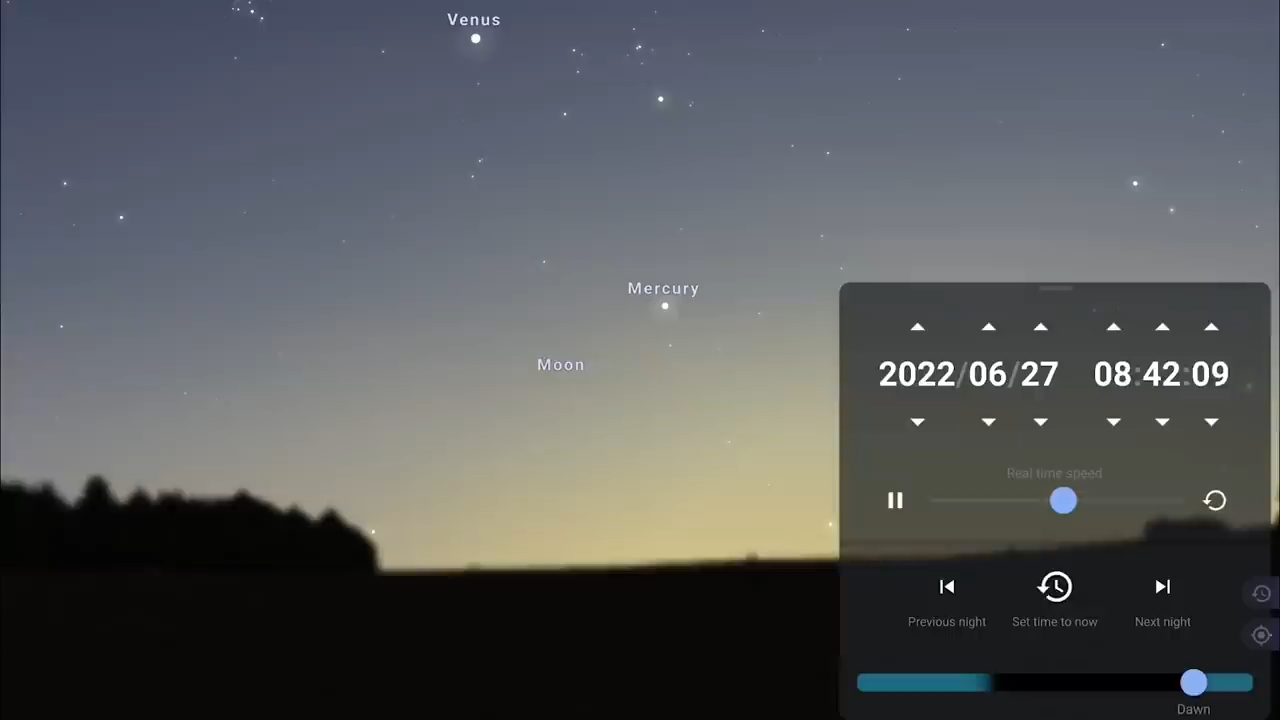 Venus
Mercury
Moon
2022/06/27 08:42:09
Real time speed
Previous night
Set time to now
Next night
Dawn